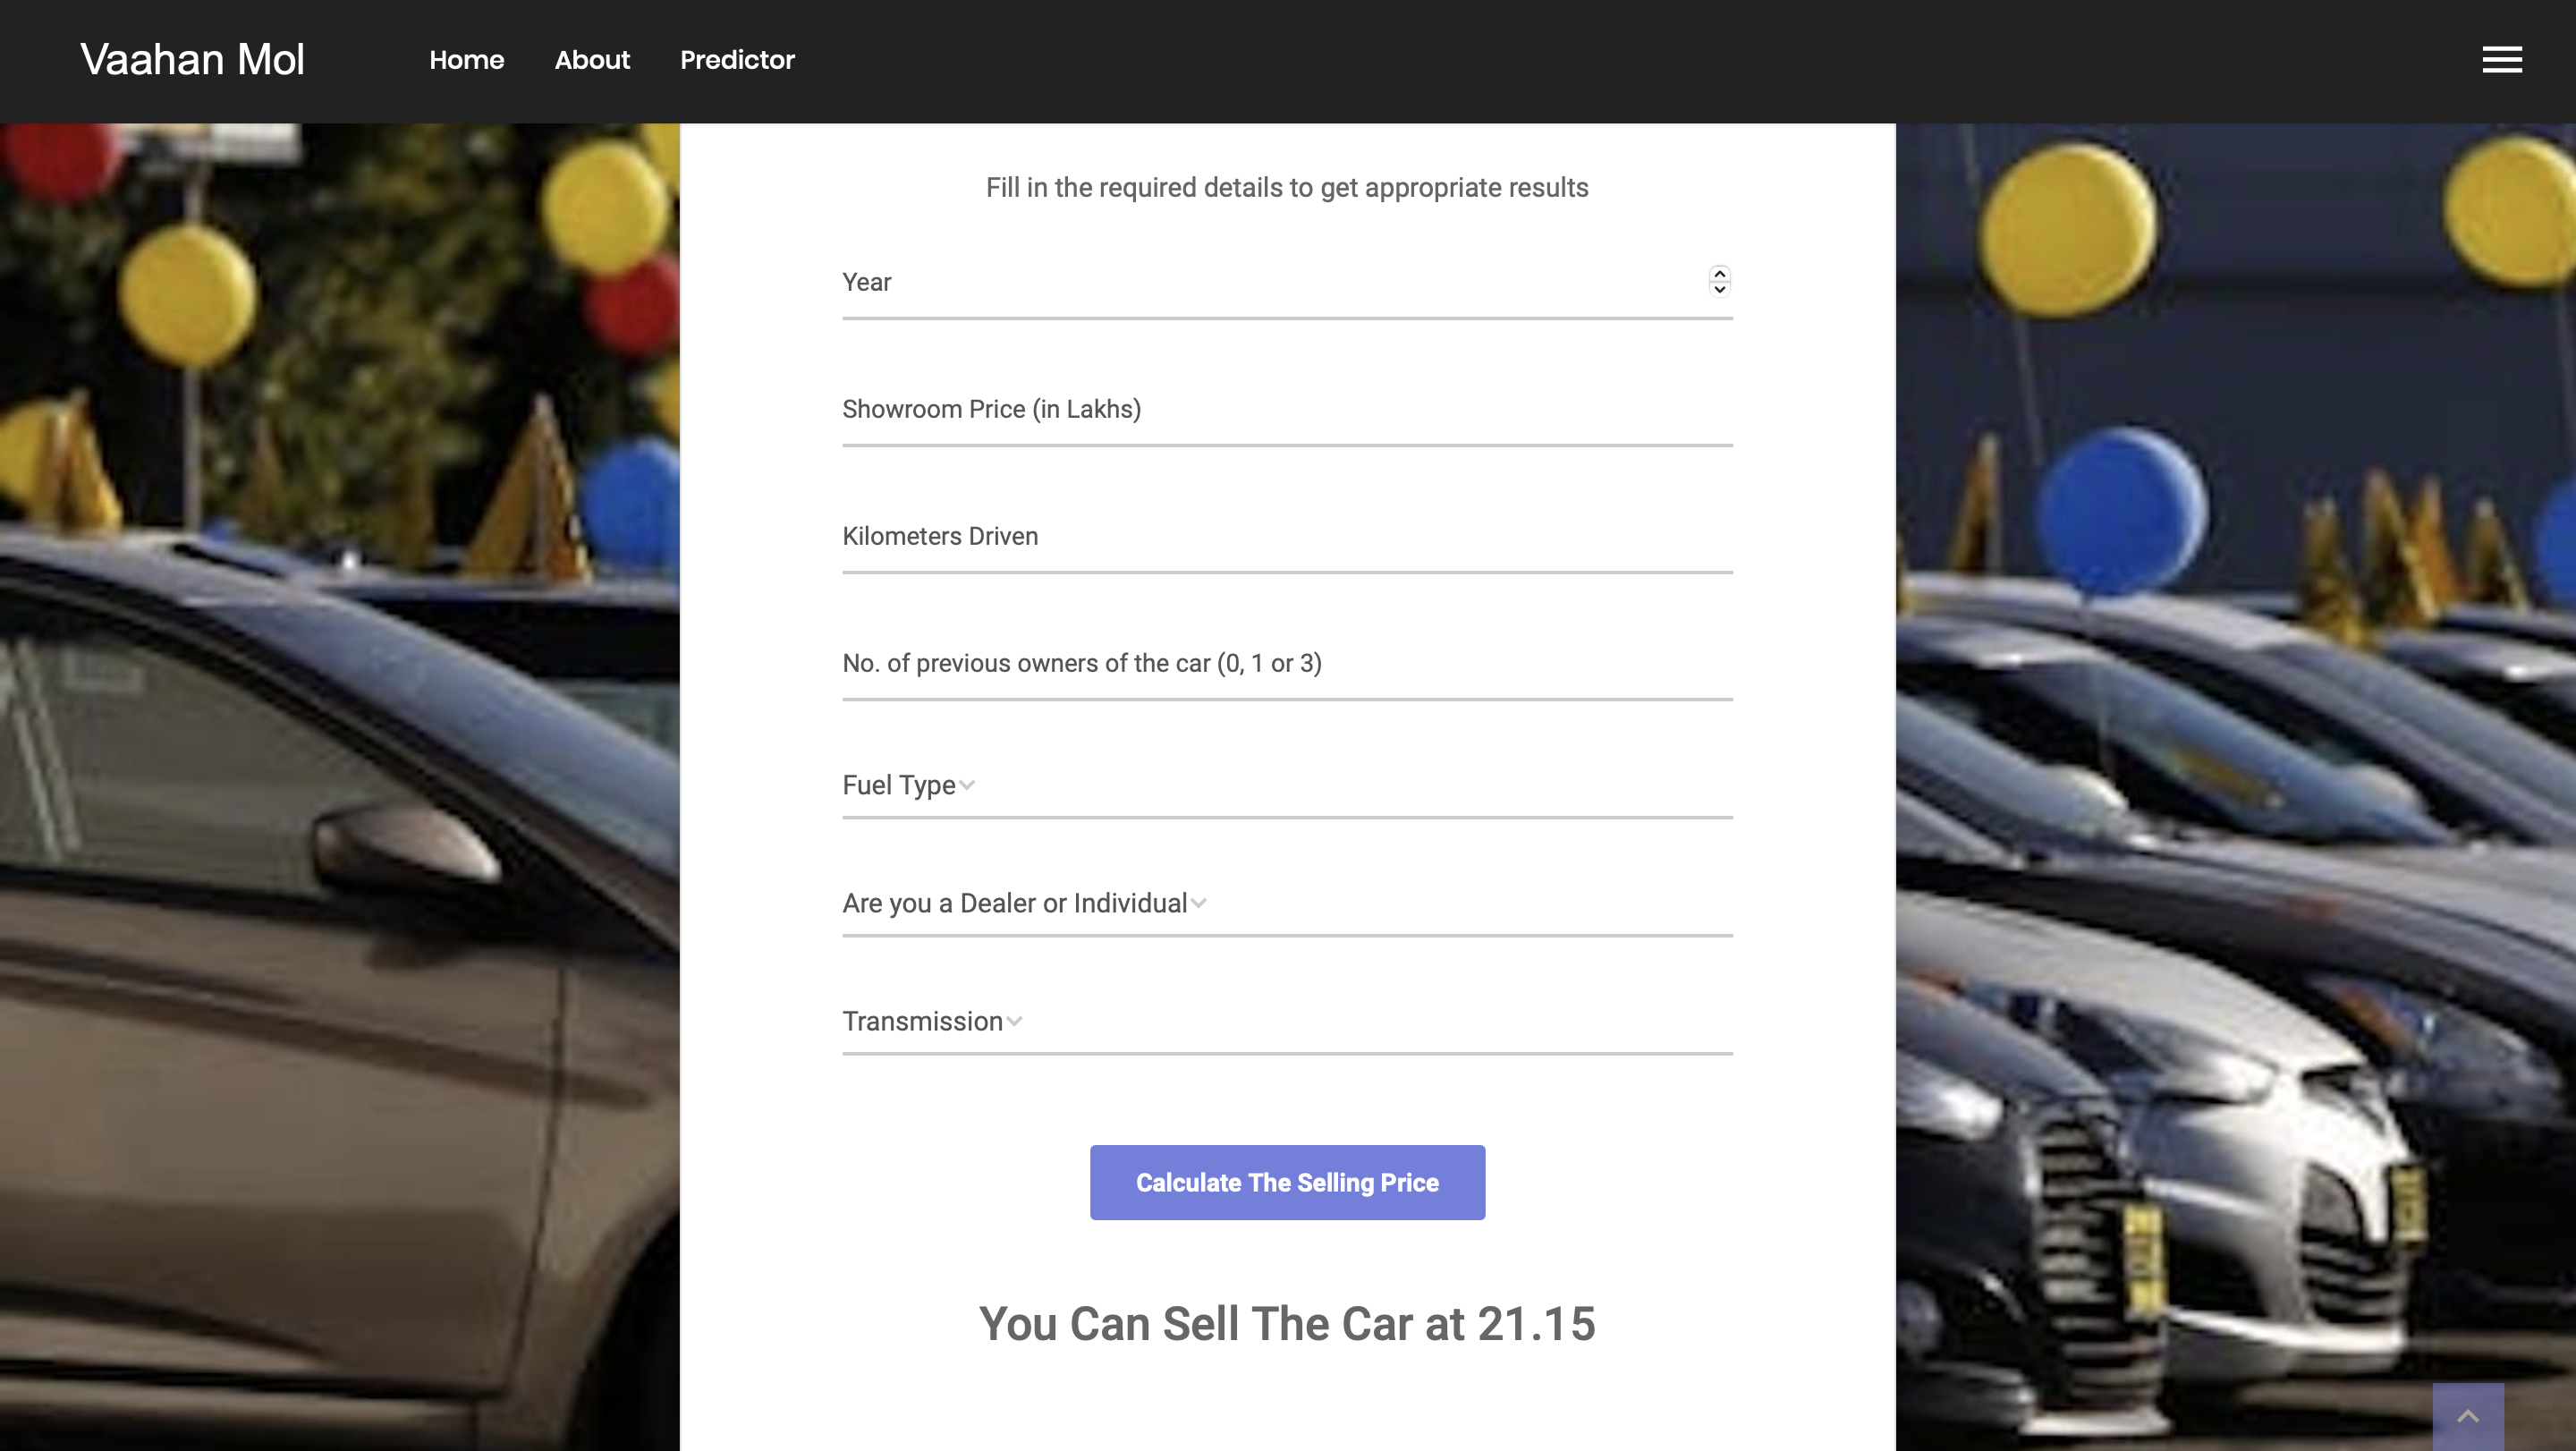 Vaahan Mol
Home
About
Predictor
Fill in the required details to get appropriate results
Year
Showroom Price (in Lakhs)
Kilometers Driven
No. of previous owners of the car (0, 1 or 3)
Fuel Type
Are you a Dealer or Individual
Transmission
Calculate The Selling Price
You Can Sell The Car at 21.15